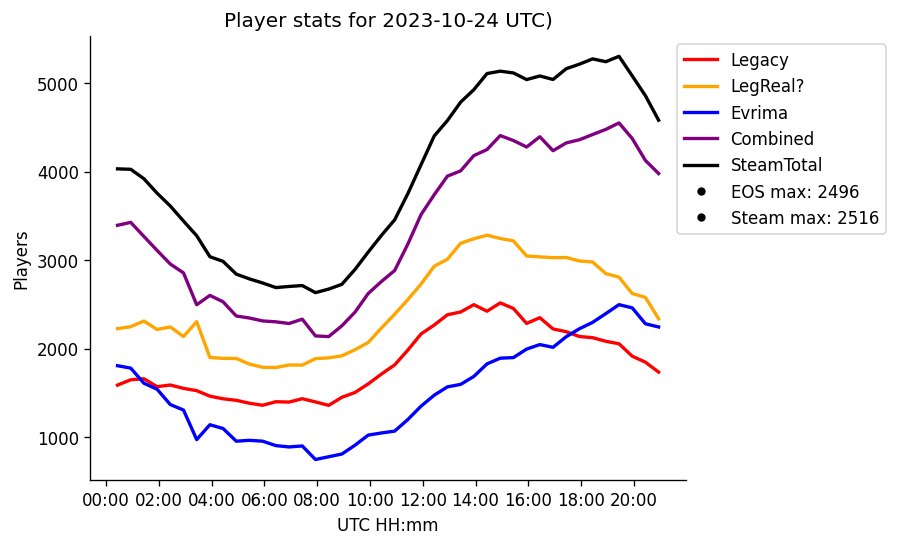 Player stats for 2023-10-24 UTC)
Legacy
LegReal?
Evrima
Combined
SteamTotal
EOS max: 2496
Steam max: 2516
5000
4000
3000
2000
1000
Players
00:00 02:00 04:00 06:00 08:00 10:00 12:00 14:00 16:00 18:00 20:00
UTC HH:mm